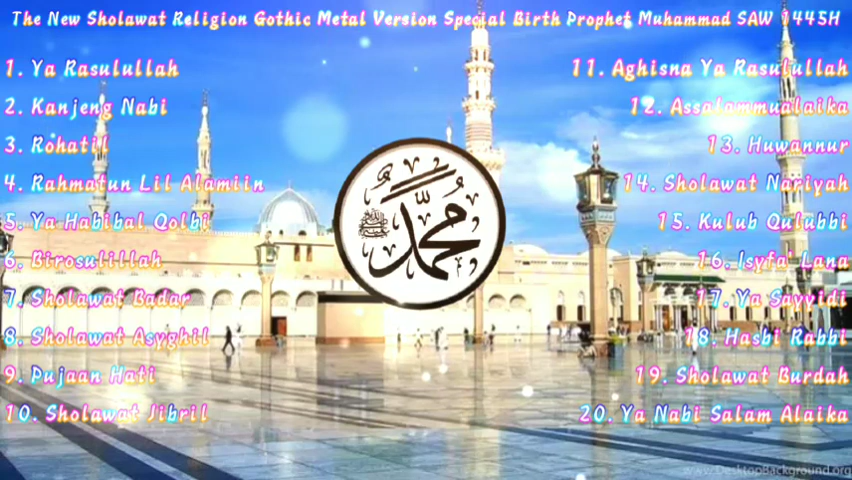 The New Sholawat Religion Gothic Metal Version Special Birth Prophet Muhammad SAW 1445H
1. Ya Rasulullah
2. Kanjeng Nabi
3. Rohatil
4. Rahmatun Lil Alamiin
5. Ya Habibal Qolbi
6. Birosulillah
7. Sholawat Badar
8. Sholawat Asyghil
9. Pujaan Hati
10. Sholawat Jibril
11. Aghisna Ya Rasulullah
12. Assalammualaika
13. Huwannur
14. Sholawat Nariyah
15. Kulub Qulubbi
16. Isyfa Lana
17. Ya Sayyidi
18. Hasbi Rabbi
19. Sholawat Burdah
20. Ya Nabi Salam Alaika
محمد
www.DesktopBackground.org